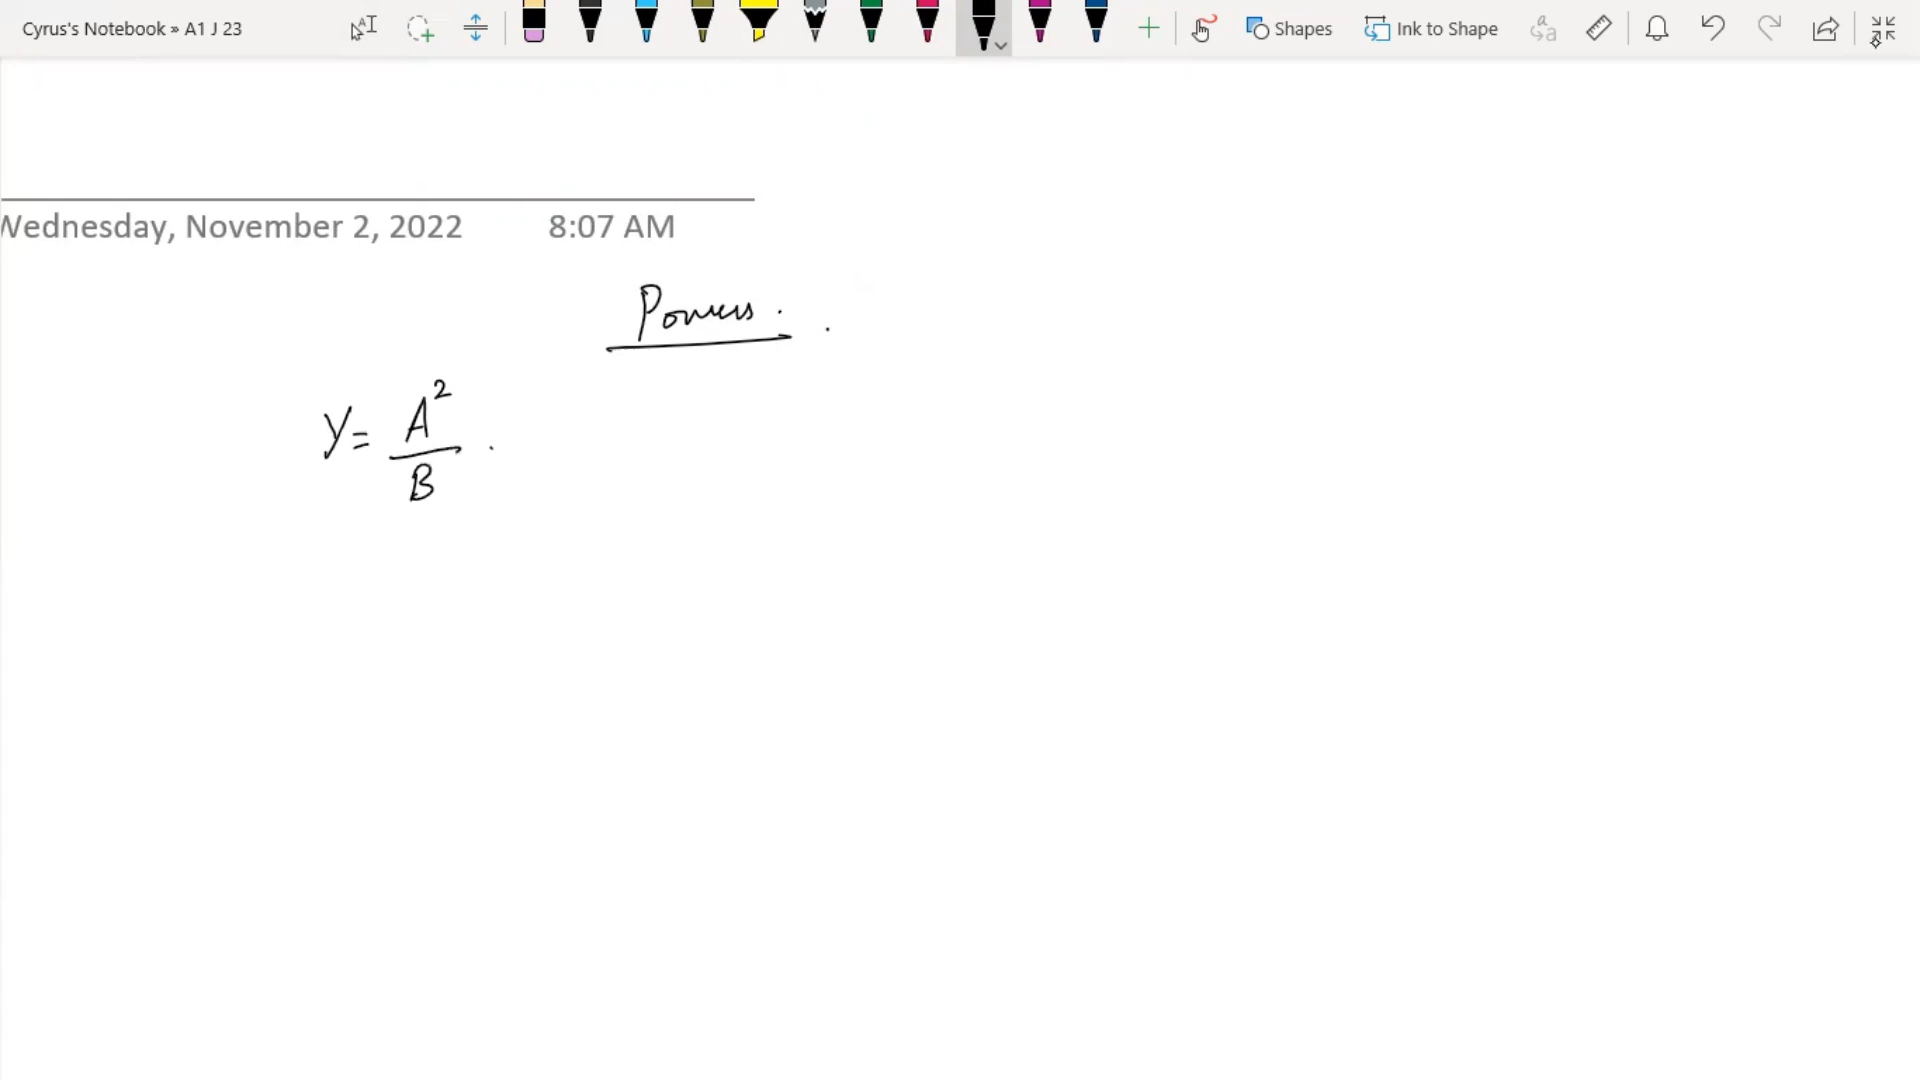 Cyrus's Notebook » A1 J 23
Shapes
Ink to Shape
Wednesday, November 2, 2022 8:07 AM
Powers.
Y = A²
B